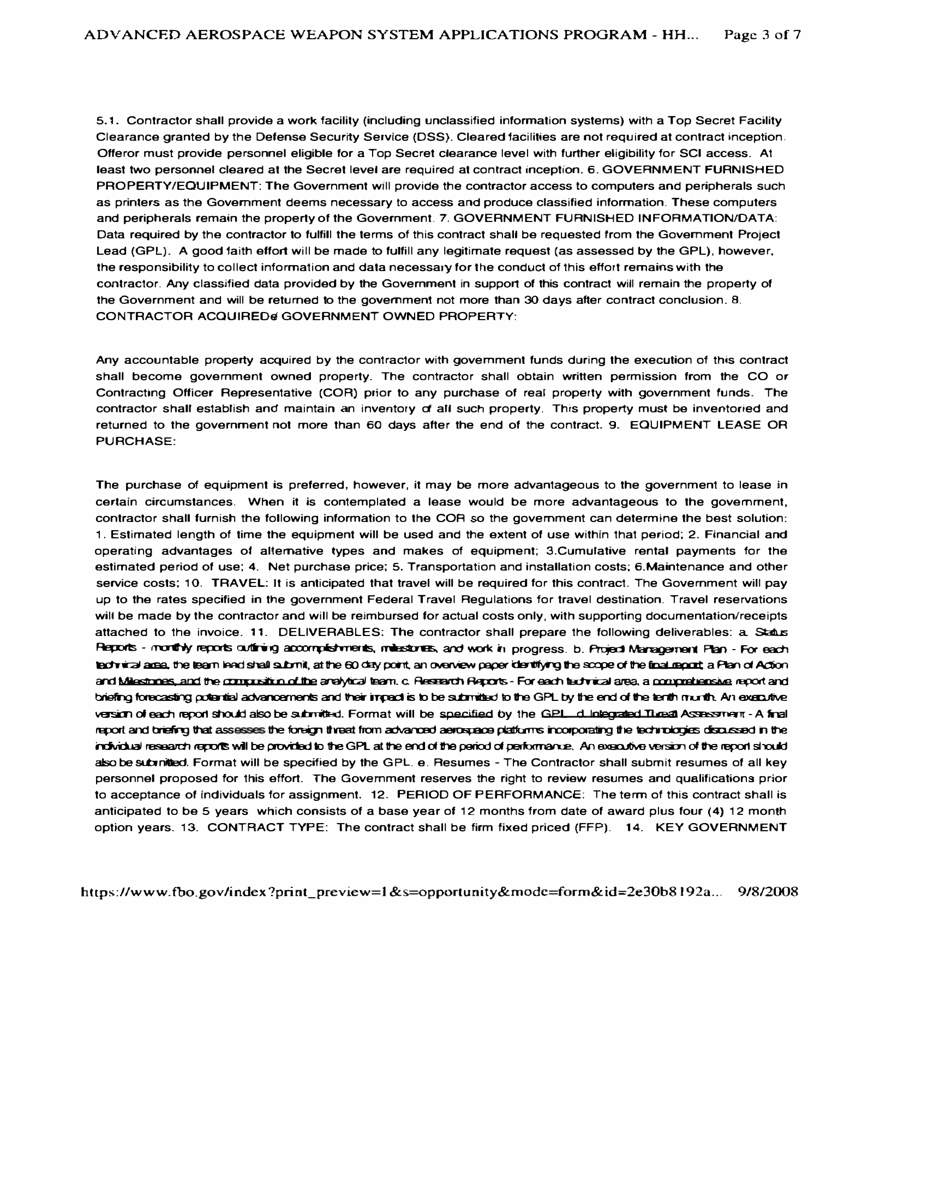 ADVANCED AEROSPACE WEAPON SYSTEM APPLICATIONS PROGRAM - HH... Page 3 of 7
5.1. Contractor shall provide a work facility (including unclassified information systems) with a Top Secret Facility
Clearance granted by the Defense Security Service (DSS). Cleared facilities are not required at contract inception.
Offeror must provide personnel eligible for a Top Secret clearance level with further eligibility for SCI access. At
least two personnel cleared at the Secret level are required at contract inception. 6. GOVERNMENT FURNISHED
PROPERTY/EQUIPMENT: The Government will provide the contractor access to computers and peripherals such
as printers as the Government deems necessary to access and produce classified information. These computers
and peripherals remain the property of the Government. 7. GOVERNMENT FURNISHED INFORMATION/DATA:
Data required by the contractor to fulfill the terms of this contract shall be requested from the Government Project
Lead (GPL). A good faith effort will be made to fulfill any legitimate request (as assessed by the GPL), however,
the responsibility to collect information and data necessary for the conduct of this effort remains with the
contractor. Any classified data provided by the Government in support of this contract will remain the property of
the Government and will be returned to the government not more than 30 days after contract conclusion. 8.
CONTRACTOR ACQUIREDe/ GOVERNMENT OWNED PROPERTY:
Any accountable property acquired by the contractor with government funds during the execution of this contract
shall become government owned property. The contractor shall obtain written permission from the CO or
Contracting Officer Representative (COR) prior to any purchase of real property with government funds. The
contractor shall establish and maintain an inventory of all such property. This property must be inventoried and
returned to the government not more than 60 days after the end of the contract. 9. EQUIPMENT LEASE OR
PURCHASE:
The purchase of equipment is preferred, however, it may be more advantageous to the government to lease in
certain circumstances. When it is contemplated a lease would be more advantageous to the government,
contractor shall furnish the following information to the COR so the government can determine the best solution:
1. Estimated length of time the equipment will be used and the extent of use within that period; 2. Financial and
operating advantages of alternative types and makes of equipment; 3.Cumulative rental payments for the
estimated period of use; 4. Net purchase price; 5. Transportation and installation costs; 6.Maintenance and other
service costs; 10. TRAVEL: It is anticipated that travel will be required for this contract. The Government will pay
up to the rates specified in the government Federal Travel Regulations for travel destination. Travel reservations
will be made by the contractor and will be reimbursed for actual costs only, with supporting documentation/receipts
attached to the invoice. 11. DELIVERABLES: The contractor shall prepare the following deliverables: a. Status
Reports - monthly reports outlining accomplishments, milestones, and work in progress. b. Project Management Plan - For each
technical area, the team lead shall submit, at the 60 day point, an overview paper identifying the scope of the final report, a Plan of Action
and Milestones, and the composition of the analytical team. c. Research Reports - For each technical area, a comprehensive report and
briefing forecasting potential advancements and their impact is to be submitted to the GPL by the end of the tenth month. An executive
version of each report should also be submitted. Format will be specified by the GPL. d. Integrated Threat Assessment - A final
report and briefing that assesses the foreign threat from advanced aerospace platforms incorporating the technologies discussed in the
individual research reports will be provided to the GPL at the end of the period of performance. An executive version of the report should
also be submitted. Format will be specified by the GPL. e. Resumes - The Contractor shall submit resumes of all key
personnel proposed for this effort. The Government reserves the right to review resumes and qualifications prior
to acceptance of individuals for assignment. 12. PERIOD OF PERFORMANCE: The term of this contract shall is
anticipated to be 5 years which consists of a base year of 12 months from date of award plus four (4) 12 month
option years. 13. CONTRACT TYPE: The contract shall be firm fixed priced (FFP). 14. KEY GOVERNMENT
https://www.fbo.gov/index?print_preview=1&s=opportunity&mode=form&id=2e30b8192a... 9/8/2008